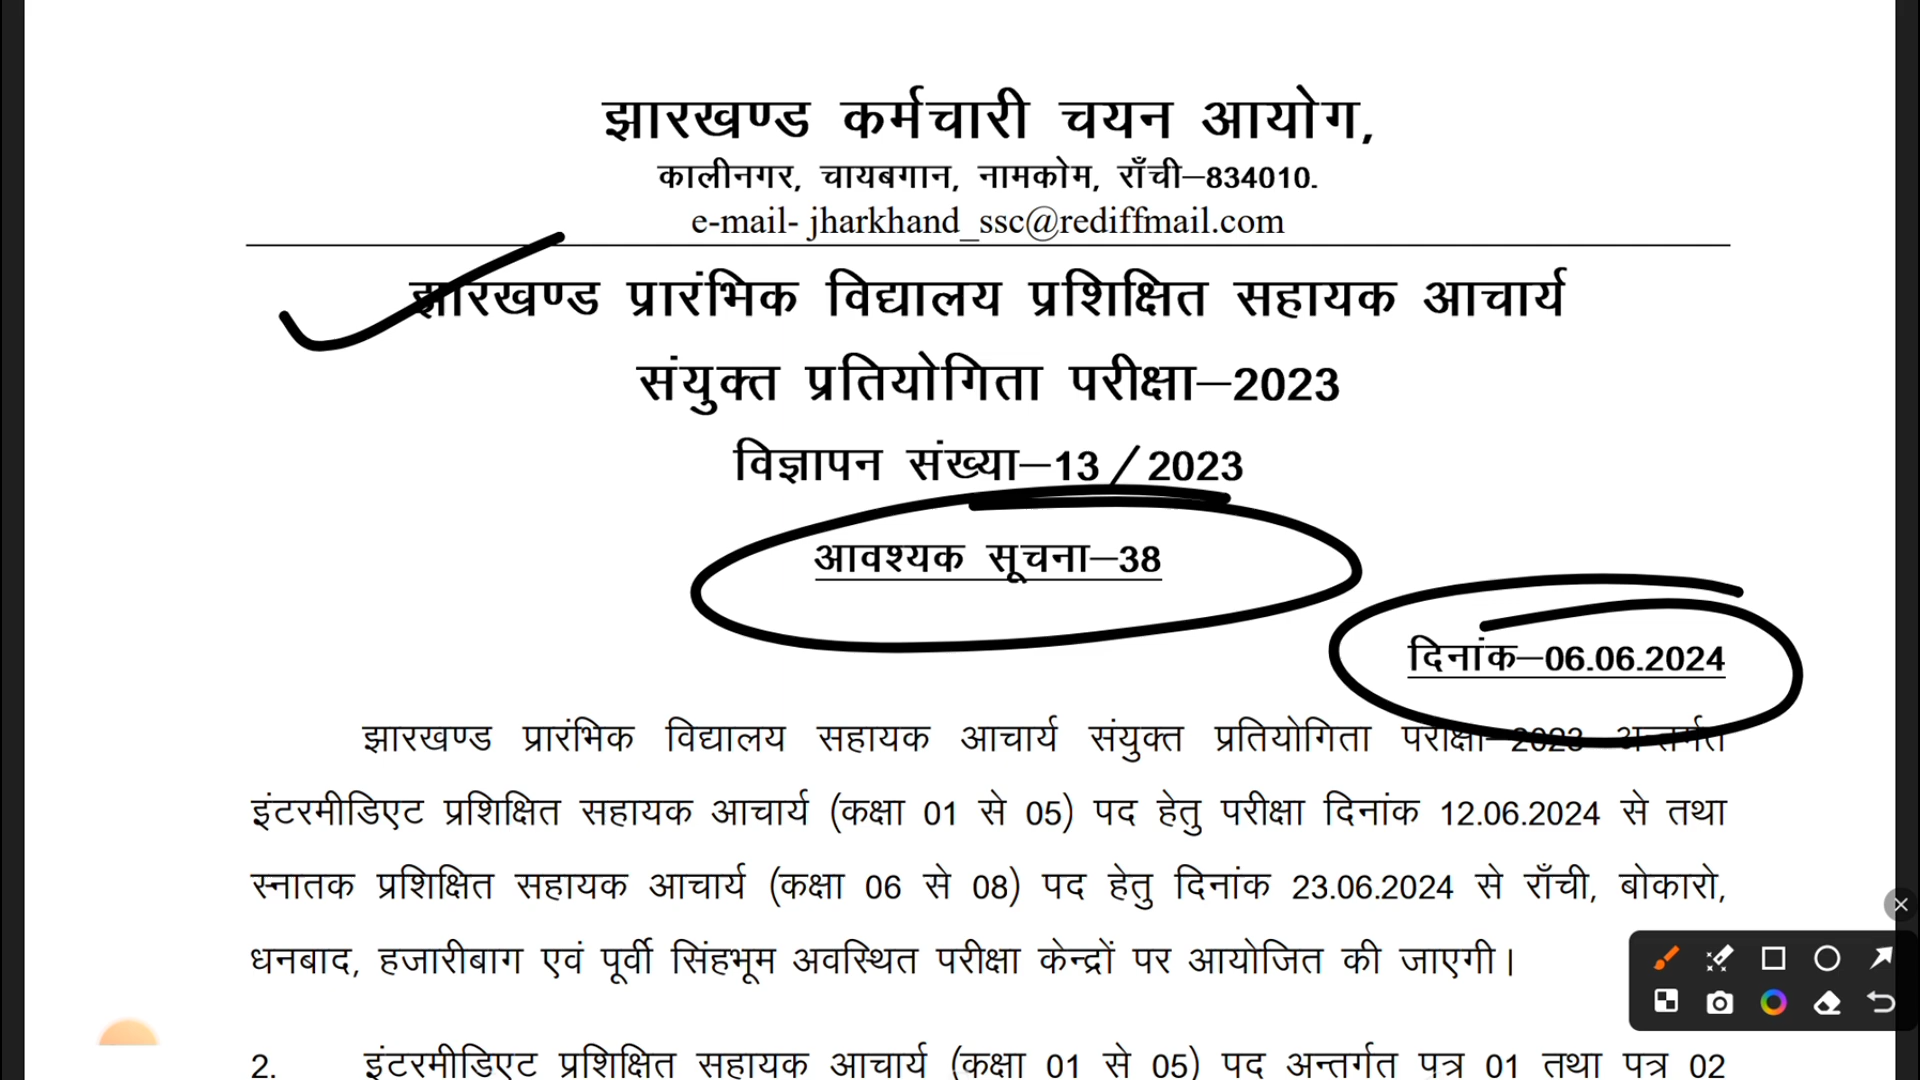 झारखण्ड कर्मचारी चयन आयोग,
कालीनगर, चायबगान, नामकोम, राँची–834010.
e-mail- jharkhand_ssc@rediffmail.com
झारखण्ड प्रारंभिक विद्यालय प्रशिक्षित सहायक आचार्य
संयुक्त प्रतियोगिता परीक्षा–2023
विज्ञापन संख्या–13/2023
आवश्यक सूचना–38
दिनांक–06.06.2024
झारखण्ड प्रारंभिक विद्यालय सहायक आचार्य संयुक्त प्रतियोगिता परीक्षा–2023 अन्तर्गत
इंटरमीडिएट प्रशिक्षित सहायक आचार्य (कक्षा 01 से 05) पद हेतु परीक्षा दिनांक 12.06.2024 से तथा
स्नातक प्रशिक्षित सहायक आचार्य (कक्षा 06 से 08) पद हेतु दिनांक 23.06.2024 से राँची, बोकारो,
धनबाद, हजारीबाग एवं पूर्वी सिंहभूम अवस्थित परीक्षा केन्द्रों पर आयोजित की जाएगी।
2. इंटरमीडिएट प्रशिक्षित सहायक आचार्य (कक्षा 01 से 05) पद अन्तर्गत पत्र 01 तथा पत्र 02